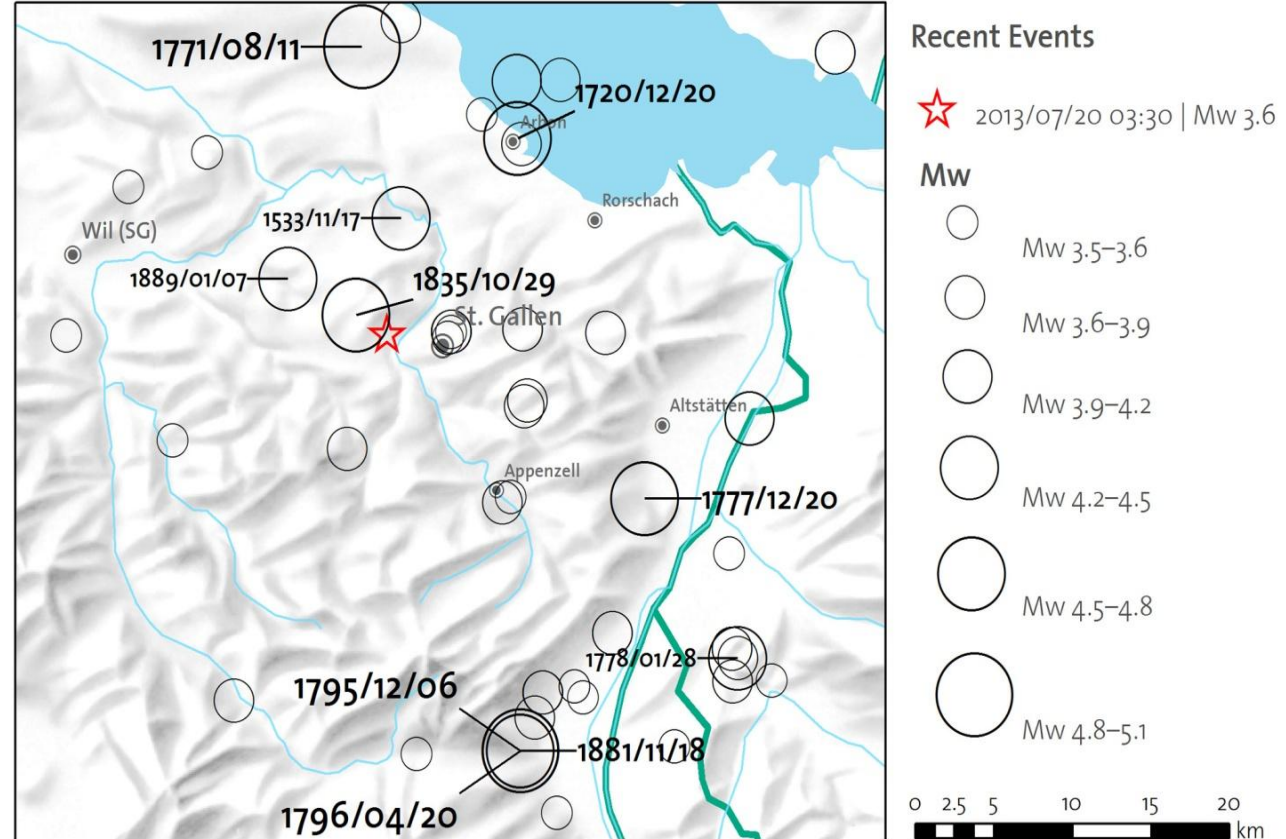 1771/08/11
1720/12/20
Arbon
Rorschach
Wil (SG)
1533/11/17
1889/01/07
1835/10/29
St. Gallen
Altstätten
Appenzell
1777/12/20
1778/01/28
1795/12/06
1881/11/18
1796/04/20
Recent Events
2013/07/20 03:30 | Mw 3.6
Mw
Mw 3.5–3.6
Mw 3.6–3.9
Mw 3.9–4.2
Mw 4.2–4.5
Mw 4.5–4.8
Mw 4.8–5.1
0 2.5 5 10 15 20
km